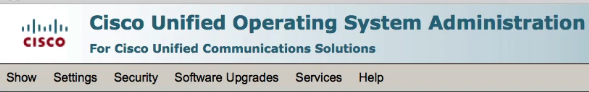 CISCO
Cisco Unified Operating System Administration
For Cisco Unified Communications Solutions
Show Settings Security Software Upgrades Services Help